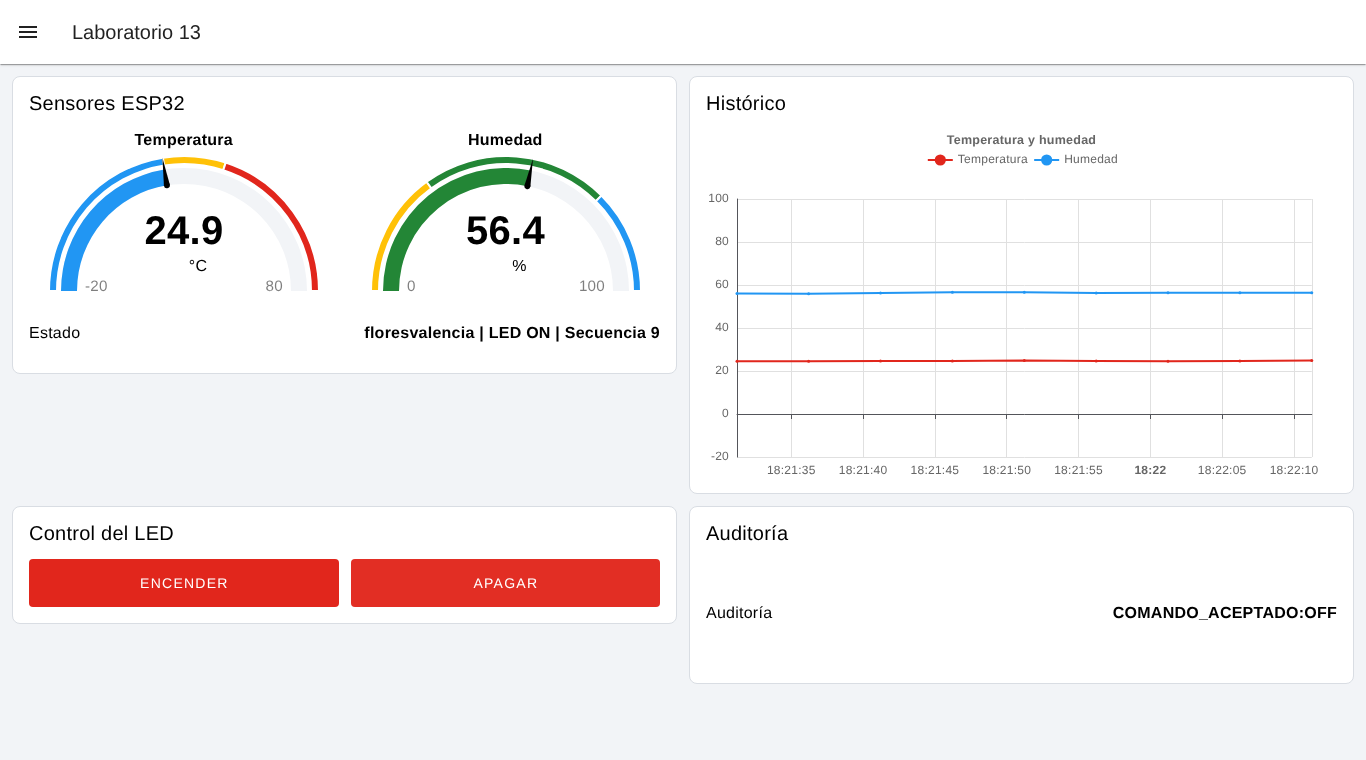 Laboratorio 13
Sensores ESP32
Temperatura
Humedad
24.9
°C
-20
80
56.4
%
0
100
Estado
floresvalencia | LED ON | Secuencia 9
Histórico
Temperatura y humedad
Temperatura
Humedad
100
80
60
40
20
0
-20
18:21:35
18:21:40
18:21:45
18:21:50
18:21:55
18:22
18:22:05
18:22:10
Control del LED
ENCENDER
APAGAR
Auditoría
Auditoría
COMANDO_ACEPTADO:OFF